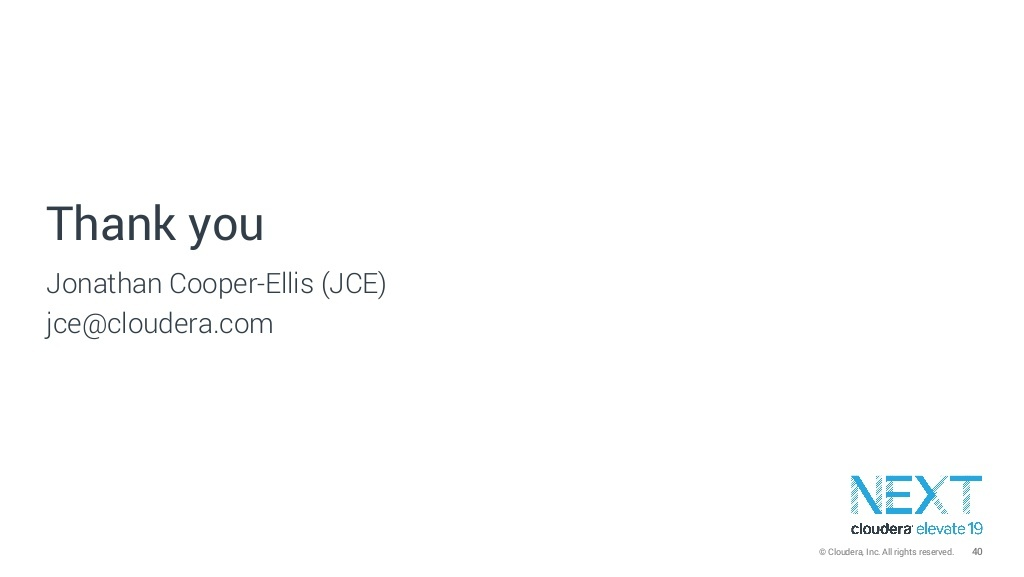 Thank you
Jonathan Cooper-Ellis (JCE)
jce@cloudera.com
NEXT
cloudera elevate 19
© Cloudera, Inc. All rights reserved. 40